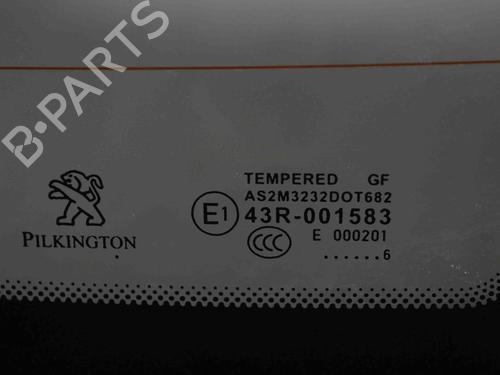 B-PARTS
TEMPERED GF
AS2M3232DOT682
E1 43R-001583
CCC E 000201
......6
PILKINGTON